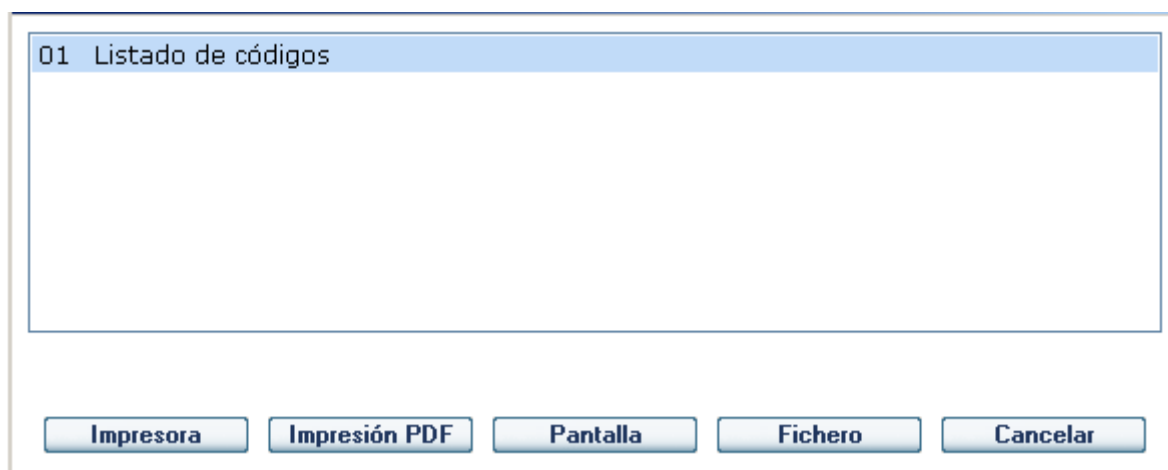 01 Listado de códigos
Impresora Impresión PDF Pantalla Fichero Cancelar